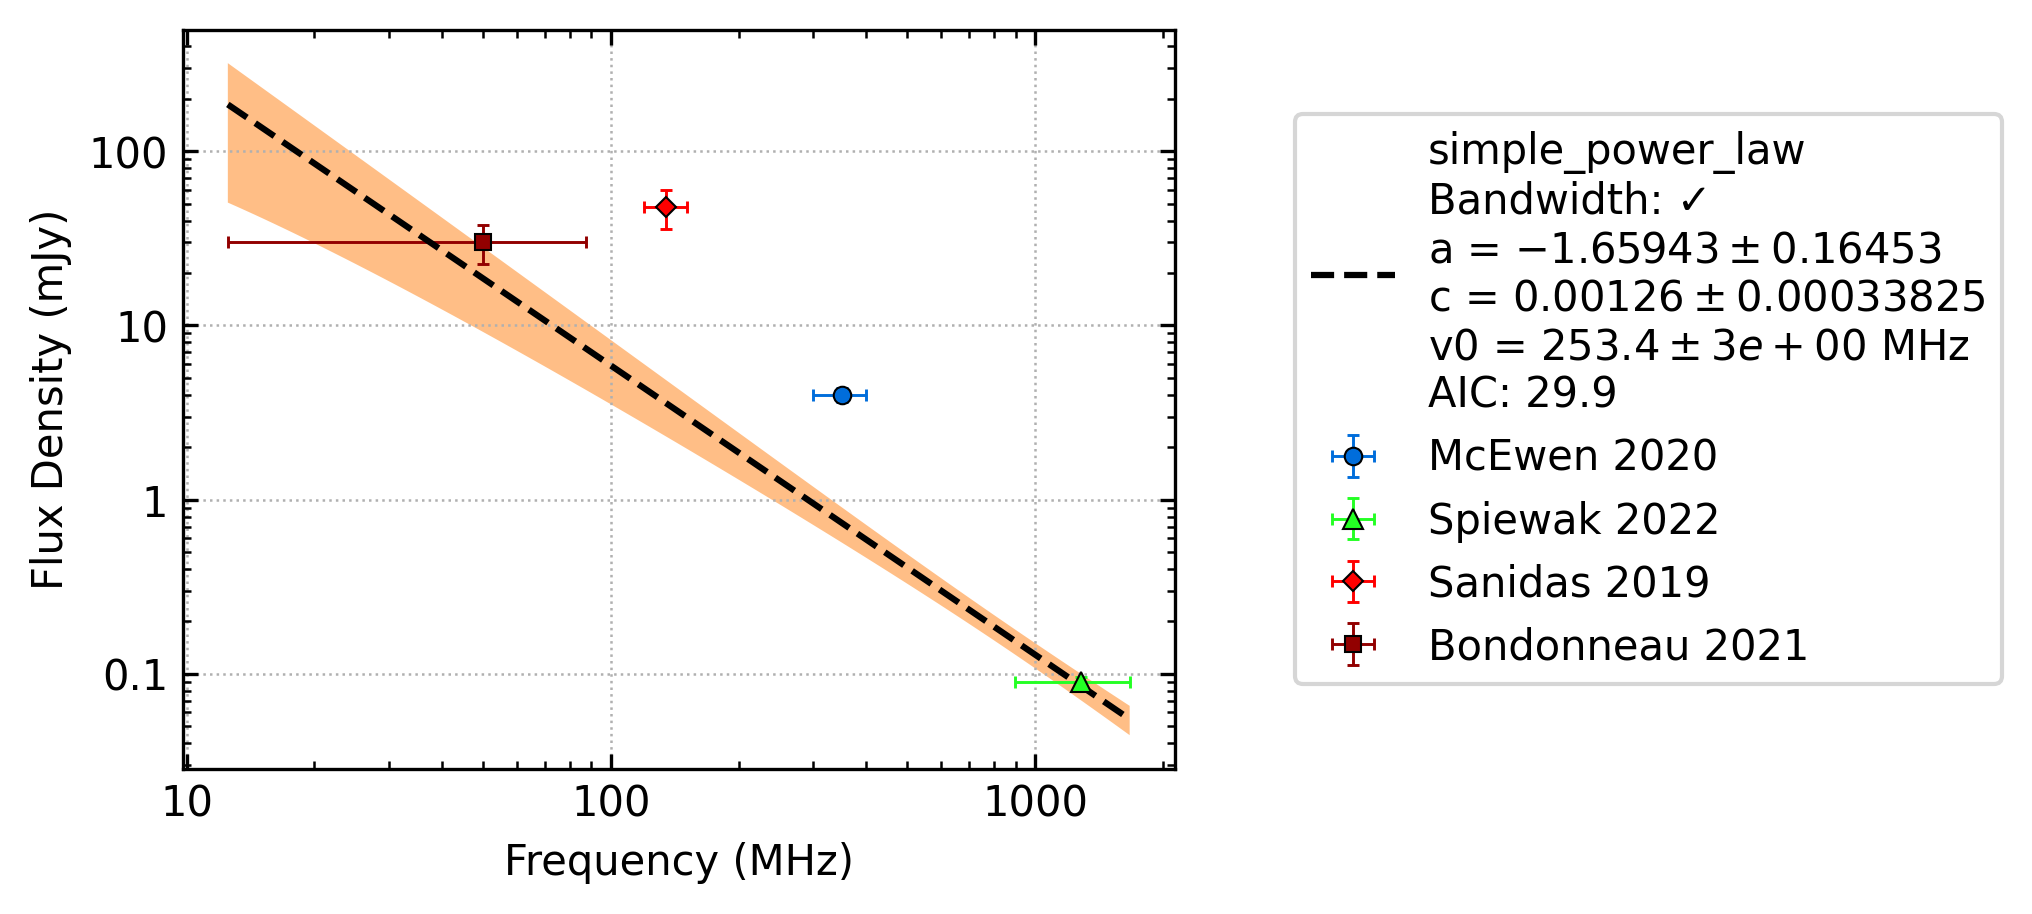 100
10
1
0.1
Flux Density (mJy)
10
100
1000
Frequency (MHz)
simple_power_law
Bandwidth: ✓
a = −1.65943 ± 0.16453
c = 0.00126 ± 0.00033825
v0 = 253.4 ± 3e + 00 MHz
AIC: 29.9
McEwen 2020
Spiewak 2022
Sanidas 2019
Bondonneau 2021